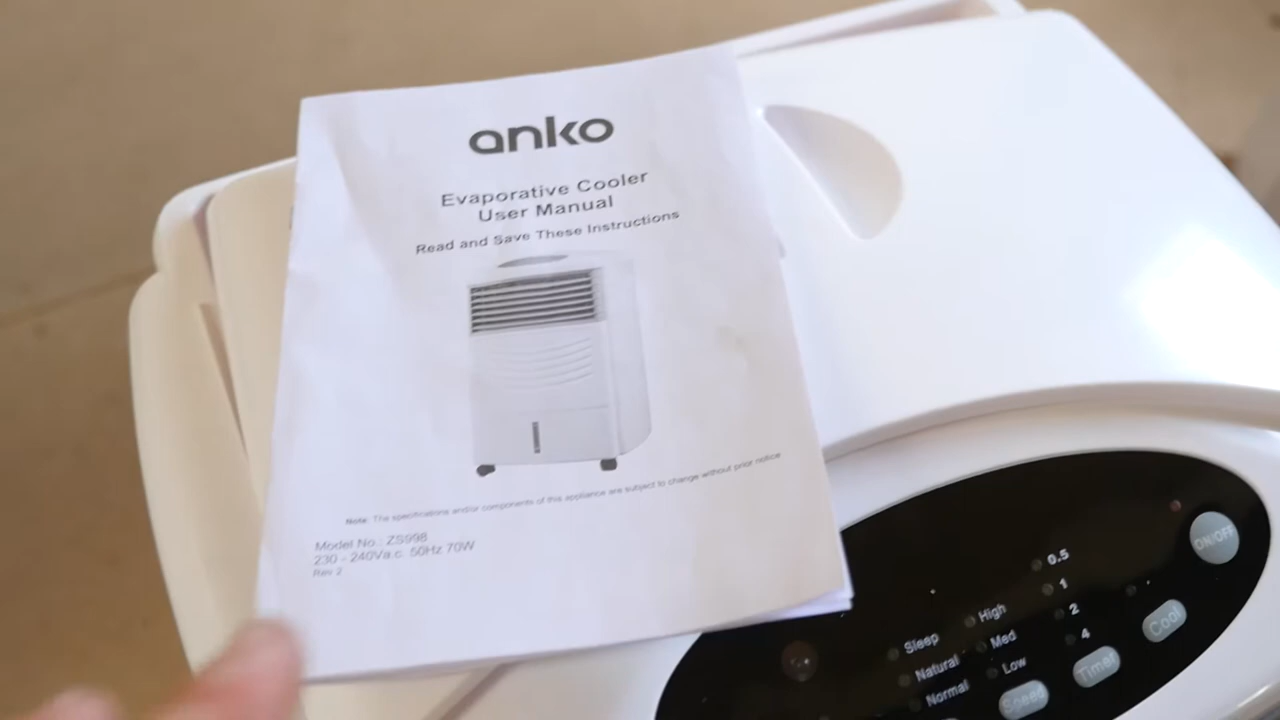 anko
Evaporative Cooler
User Manual
Read and Save These Instructions
Note: The specifications and/or components of this appliance are subject to change without prior notice
Model No.: ZS998
230 - 240Va.c. 50Hz 70W
Rev 2
ON/OFF
0.5
1
2
4
High
Med
Low
Sleep
Natural
Normal
Cool
Timer
Speed